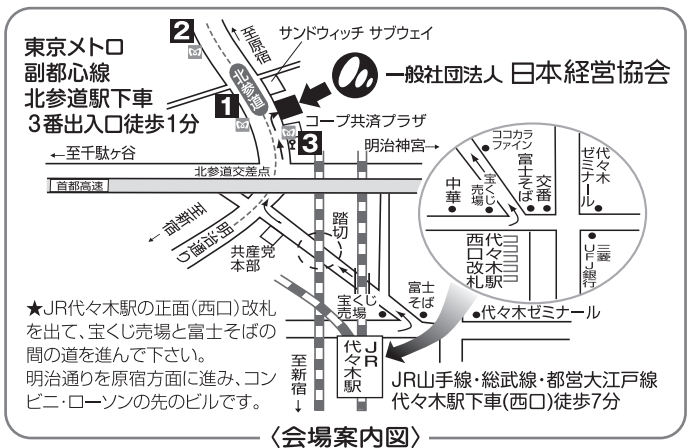 東京メトロ
副都心線
北参道駅下車
3番出入口徒歩1分
2
至原宿
サンドウィッチ サブウェイ
北参道
一般社団法人 日本経営協会
1
コープ共済プラザ
3
←至千駄ヶ谷
明治神宮→
北参道交差点
首都高速
至新宿
明治通り
共産党
本部
踏切
宝くじ
売場
富士
そば
代々木ゼミナール
ココカラ
ファイン
中華
宝くじ
売場
富士そば
交番
代々木
ゼミナール
代々木駅
西口改札
三菱
UFJ銀行
★JR代々木駅の正面(西口)改札
を出て、宝くじ売場と富士そばの
間の道を進んで下さい。
明治通りを原宿方面に進み、コン
ビニ・ローソンの先のビルです。
至新宿
↓
JR
代々木駅
JR山手線・総武線・都営大江戸線
代々木駅下車(西口)徒歩7分
〈会場案内図〉